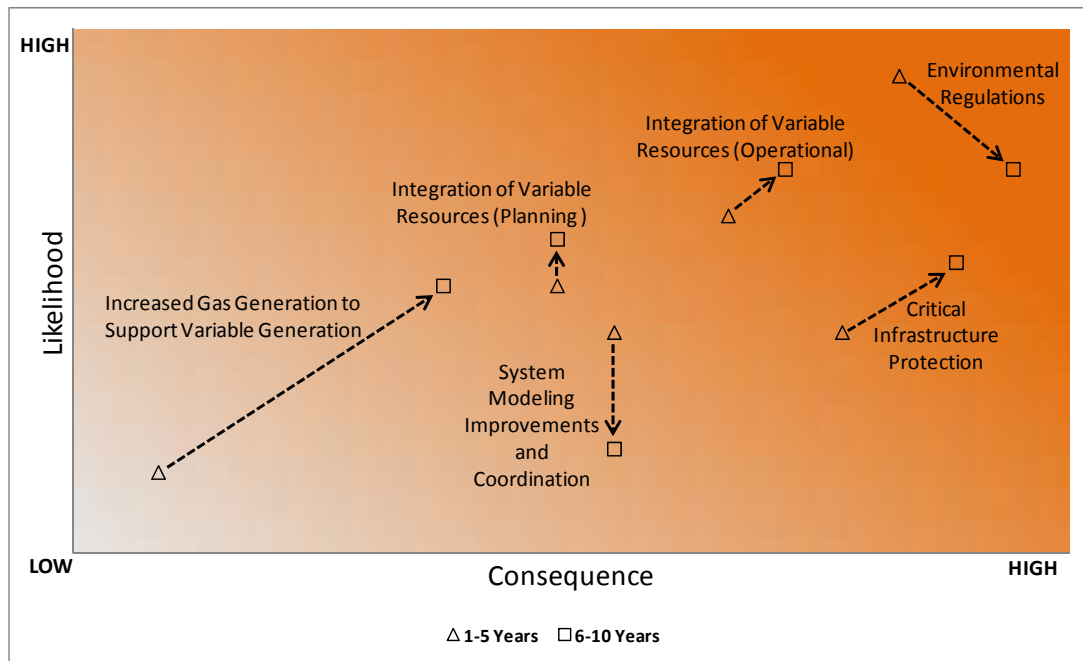 HIGH
Environmental
Regulations
Integration of Variable
Resources (Operational)
Integration of Variable
Resources (Planning )
Likelihood
Increased Gas Generation to
Support Variable Generation
Critical
Infrastructure
Protection
System
Modeling
Improvements
and
Coordination
LOW
Consequence
HIGH
1-5 Years
6-10 Years